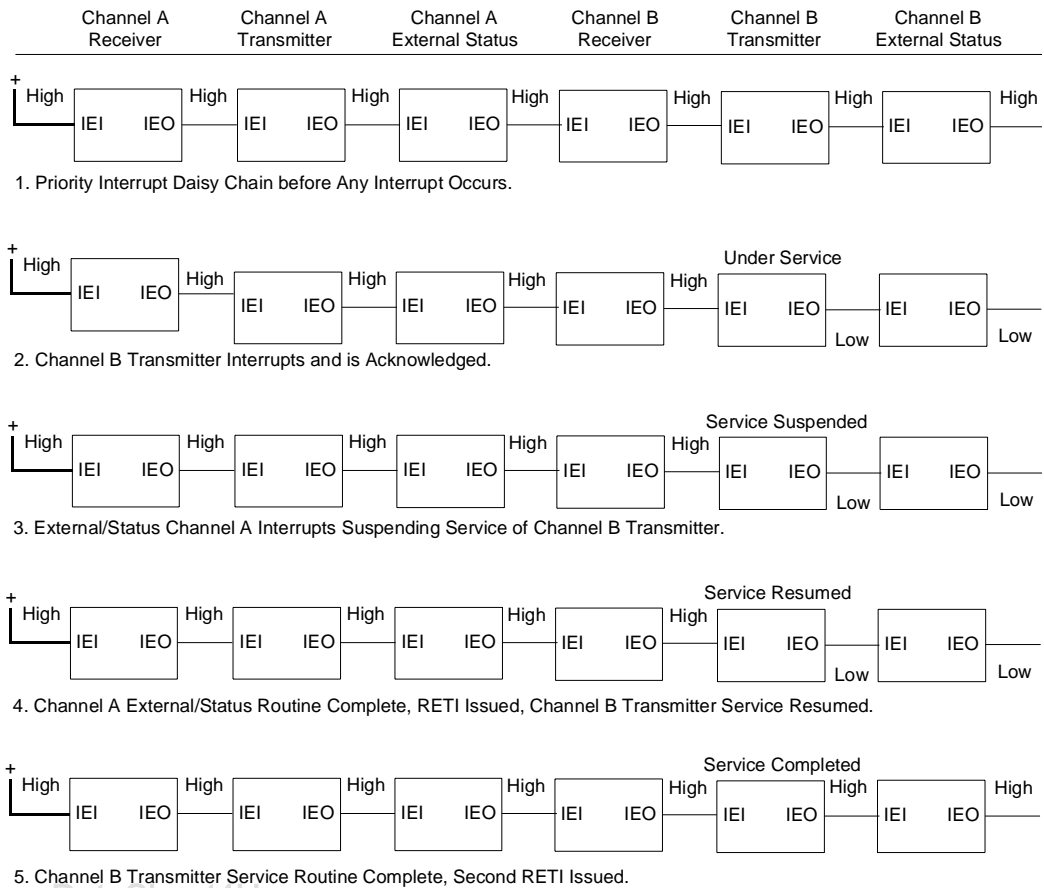 Channel A Receiver
Channel A Transmitter
Channel A External Status
Channel B Receiver
Channel B Transmitter
Channel B External Status
+
High High High High High High High
IEI IEO IEI IEO IEI IEO IEI IEO IEI IEO IEI IEO
1. Priority Interrupt Daisy Chain before Any Interrupt Occurs.
+
Under Service
High High High High High
IEI IEO IEI IEO IEI IEO IEI IEO IEI IEO IEI IEO
Low Low
2. Channel B Transmitter Interrupts and is Acknowledged.
+
Service Suspended
High High High High High
IEI IEO IEI IEO IEI IEO IEI IEO IEI IEO IEI IEO
Low Low
3. External/Status Channel A Interrupts Suspending Service of Channel B Transmitter.
+
Service Resumed
High High High High High
IEI IEO IEI IEO IEI IEO IEI IEO IEI IEO IEI IEO
Low Low
4. Channel A External/Status Routine Complete, RETI Issued, Channel B Transmitter Service Resumed.
+
Service Completed
High High High High High High High
IEI IEO IEI IEO IEI IEO IEI IEO IEI IEO IEI IEO
5. Channel B Transmitter Service Routine Complete, Second RETI Issued.